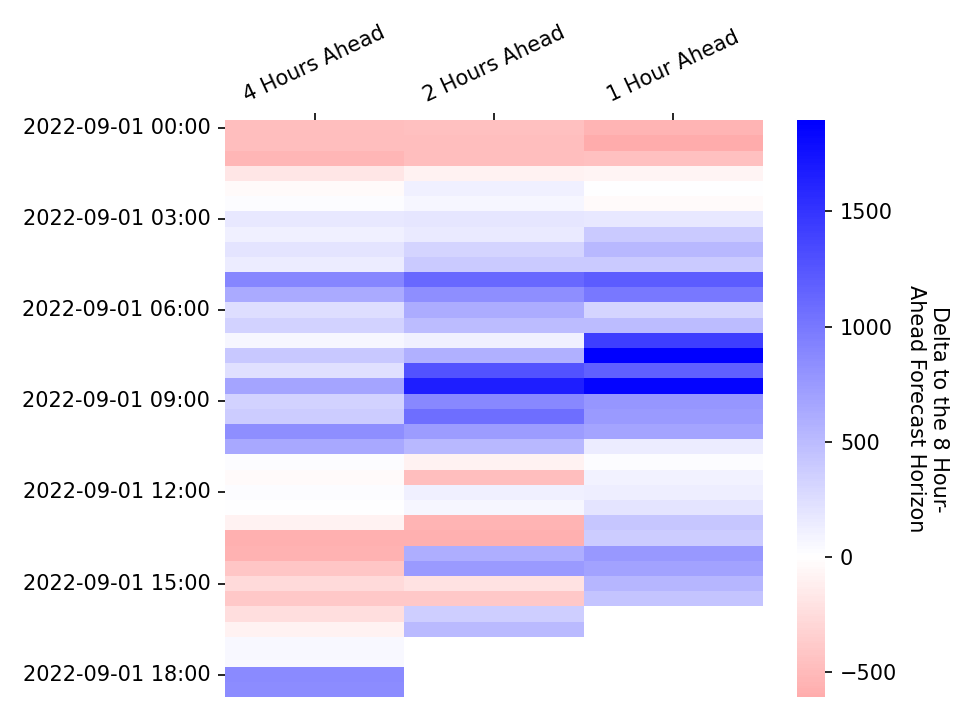 4 Hours Ahead
2 Hours Ahead
1 Hour Ahead
2022-09-01 00:00
2022-09-01 03:00
2022-09-01 06:00
2022-09-01 09:00
2022-09-01 12:00
2022-09-01 15:00
2022-09-01 18:00
1500
1000
500
0
−500
Delta to the 8 Hour-
Ahead Forecast Horizon